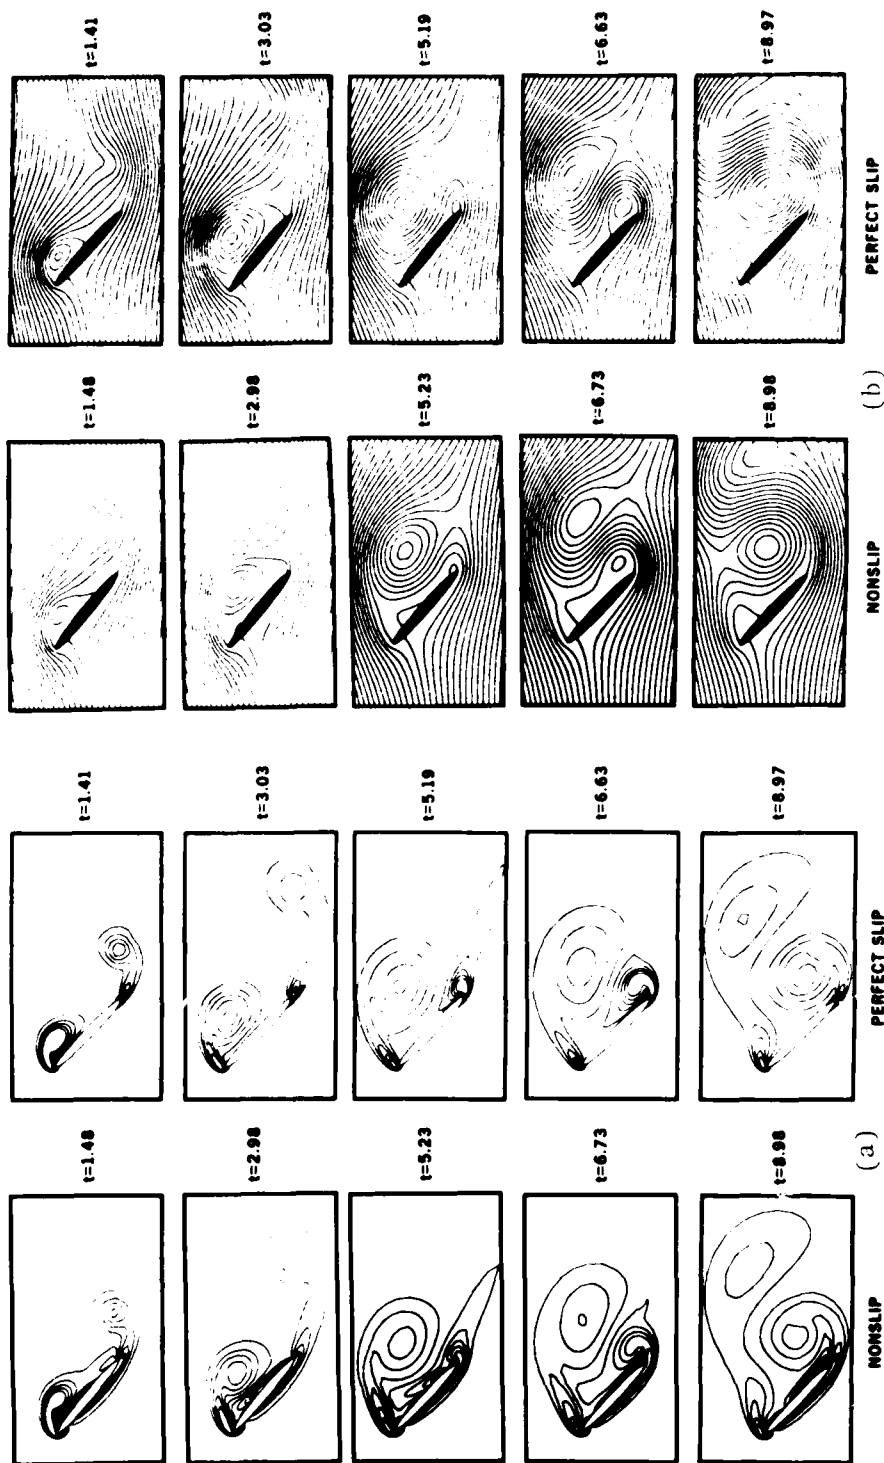 t=1.48
t=2.98
t=5.23
t=6.73
t=8.98
NONSLIP
(a)
t=1.41
t=3.03
t=5.19
t=6.63
t=8.97
PERFECT SLIP
t=1.48
t=2.98
t=5.23
t=6.73
t=8.98
NONSLIP
(b)
t=1.41
t=3.03
t=5.19
t=6.63
t=8.97
PERFECT SLIP